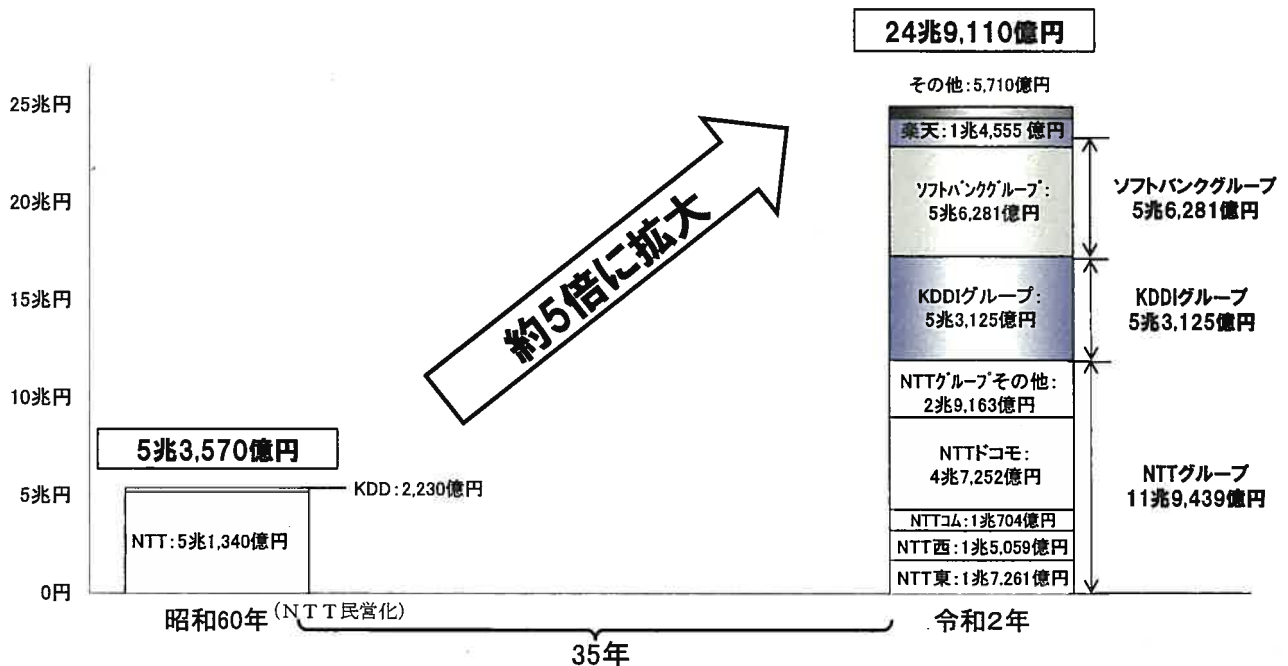 24兆9,110億円
その他:5,710億円
25兆円
20兆円
15兆円
10兆円
5兆円
0円
約5倍に拡大
楽天:1兆4,555億円
ソフトバンクグループ:
5兆6,281億円
ソフトバンクグループ
5兆6,281億円
KDDIグループ:
5兆3,125億円
KDDIグループ
5兆3,125億円
NTTグループその他:
2兆9,163億円
NTTドコモ:
4兆7,252億円
NTTコム:1兆704億円
NTT西:1兆5,059億円
NTT東:1兆7,261億円
NTTグループ
11兆9,439億円
5兆3,570億円
KDD:2,230億円
NTT:5兆1,340億円
昭和60年(NTT民営化)
令和2年
35年